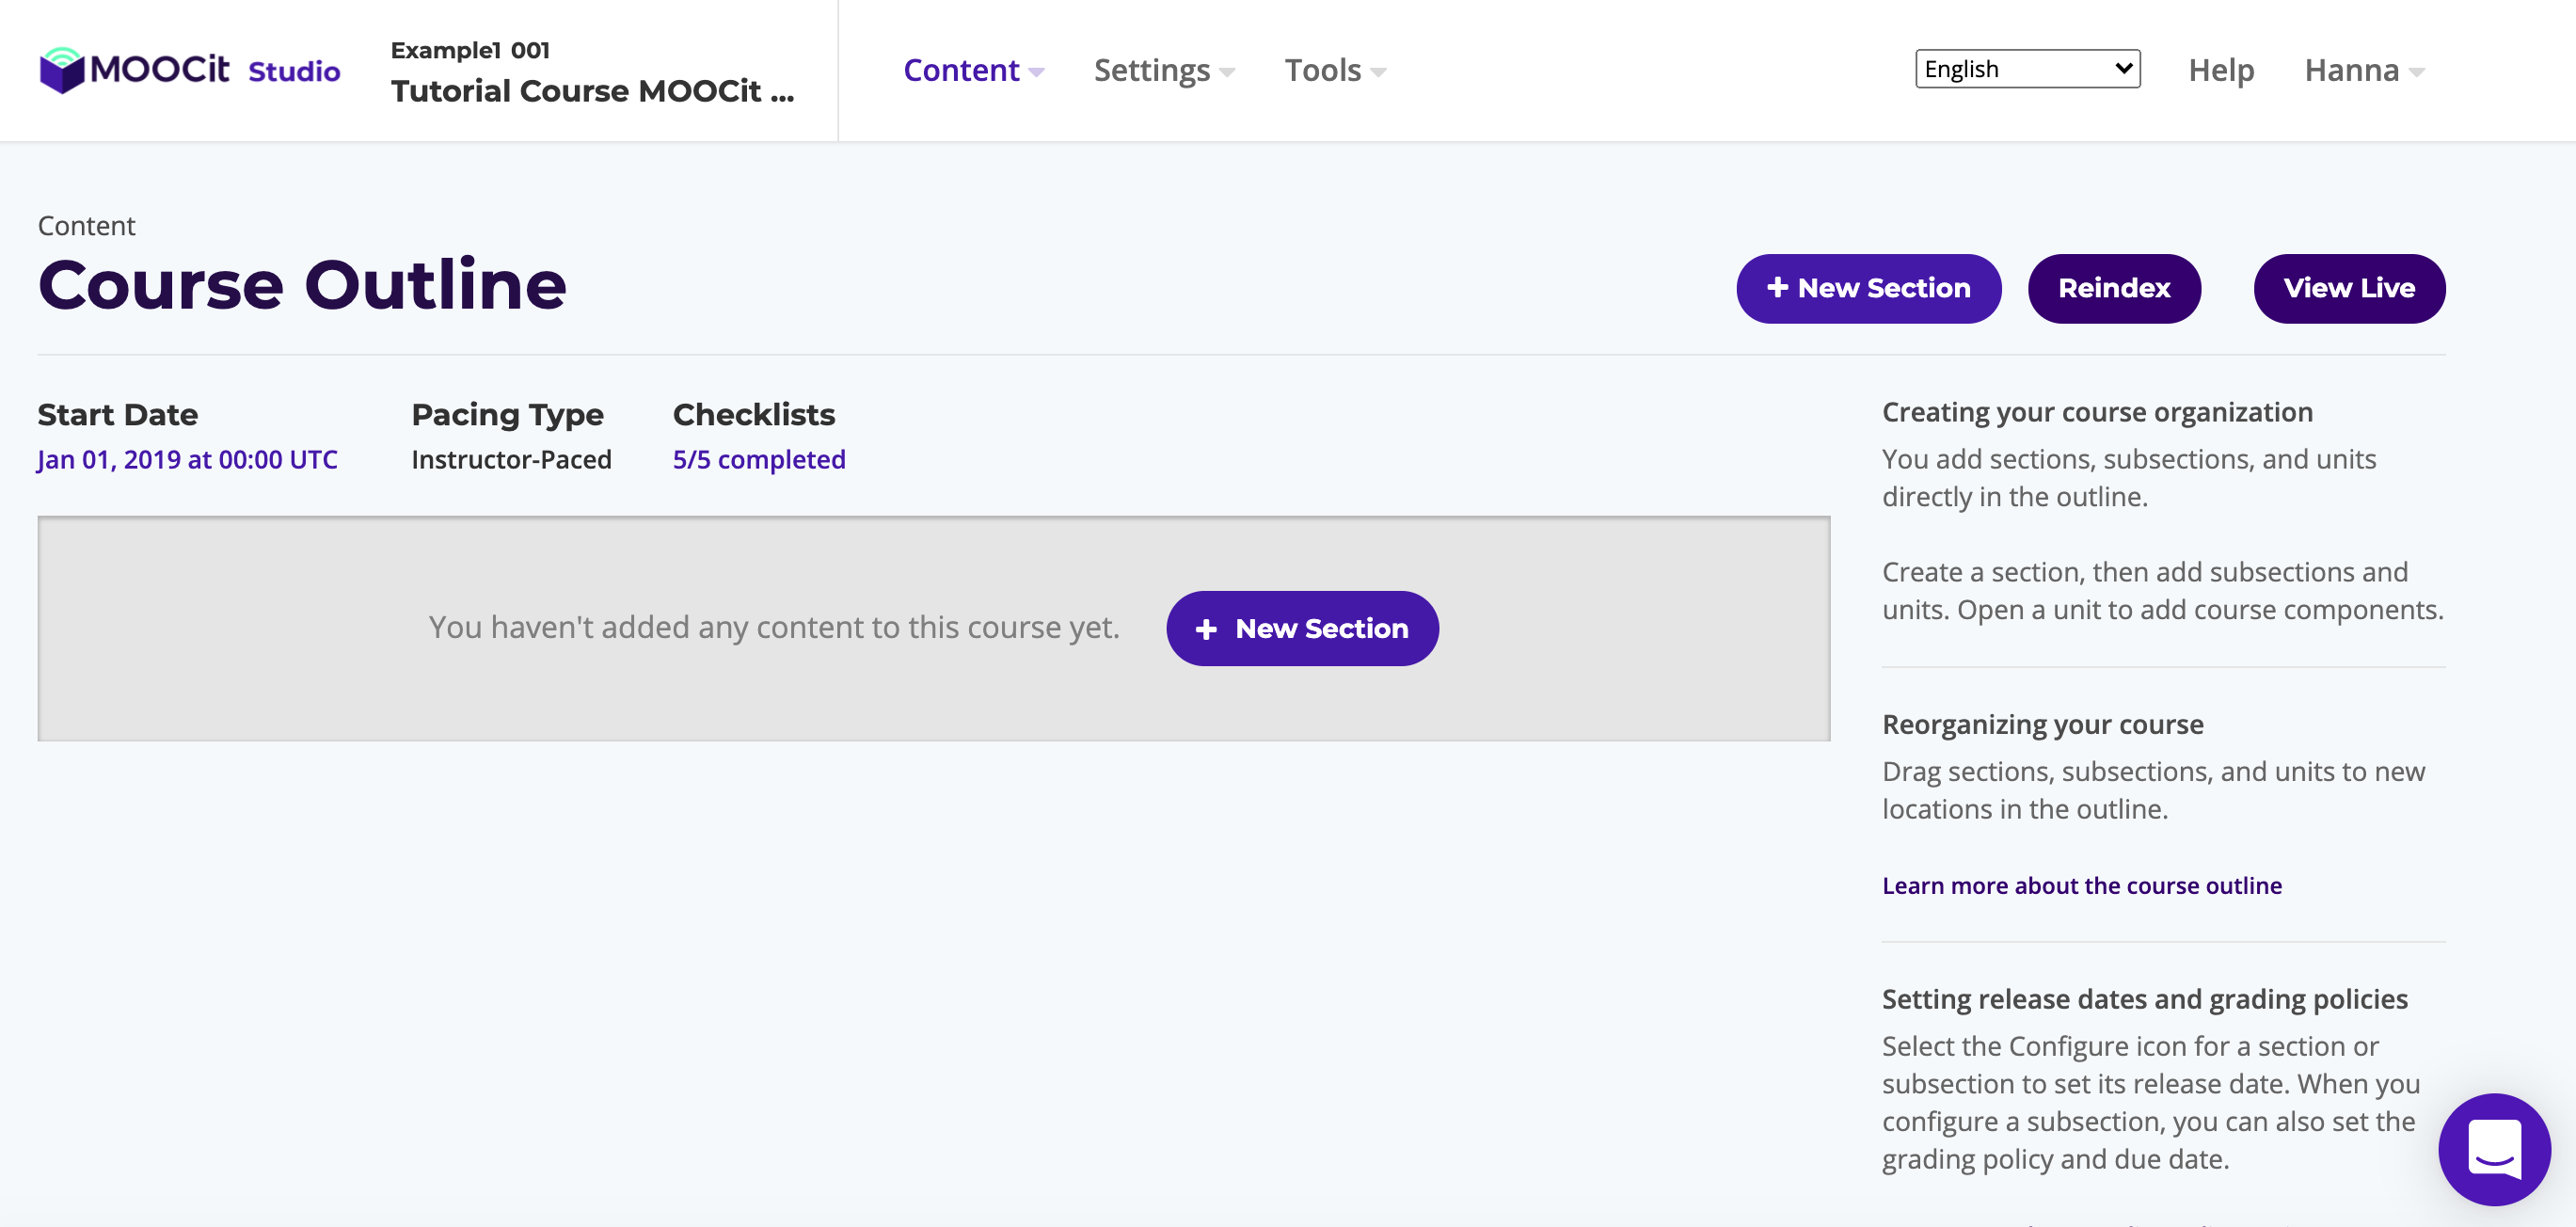 MOOCit Studio
Example1 001
Tutorial Course MOOCit ...
Content
Settings
Tools
English
Help
Hanna
Content
Course Outline
+ New Section
Reindex
View Live
Start Date
Jan 01, 2019 at 00:00 UTC
Pacing Type
Instructor-Paced
Checklists
5/5 completed
You haven't added any content to this course yet.
+ New Section
Creating your course organization
You add sections, subsections, and units
directly in the outline.
Create a section, then add subsections and
units. Open a unit to add course components.
Reorganizing your course
Drag sections, subsections, and units to new
locations in the outline.
Learn more about the course outline
Setting release dates and grading policies
Select the Configure icon for a section or
subsection to set its release date. When you
configure a subsection, you can also set the
grading policy and due date.